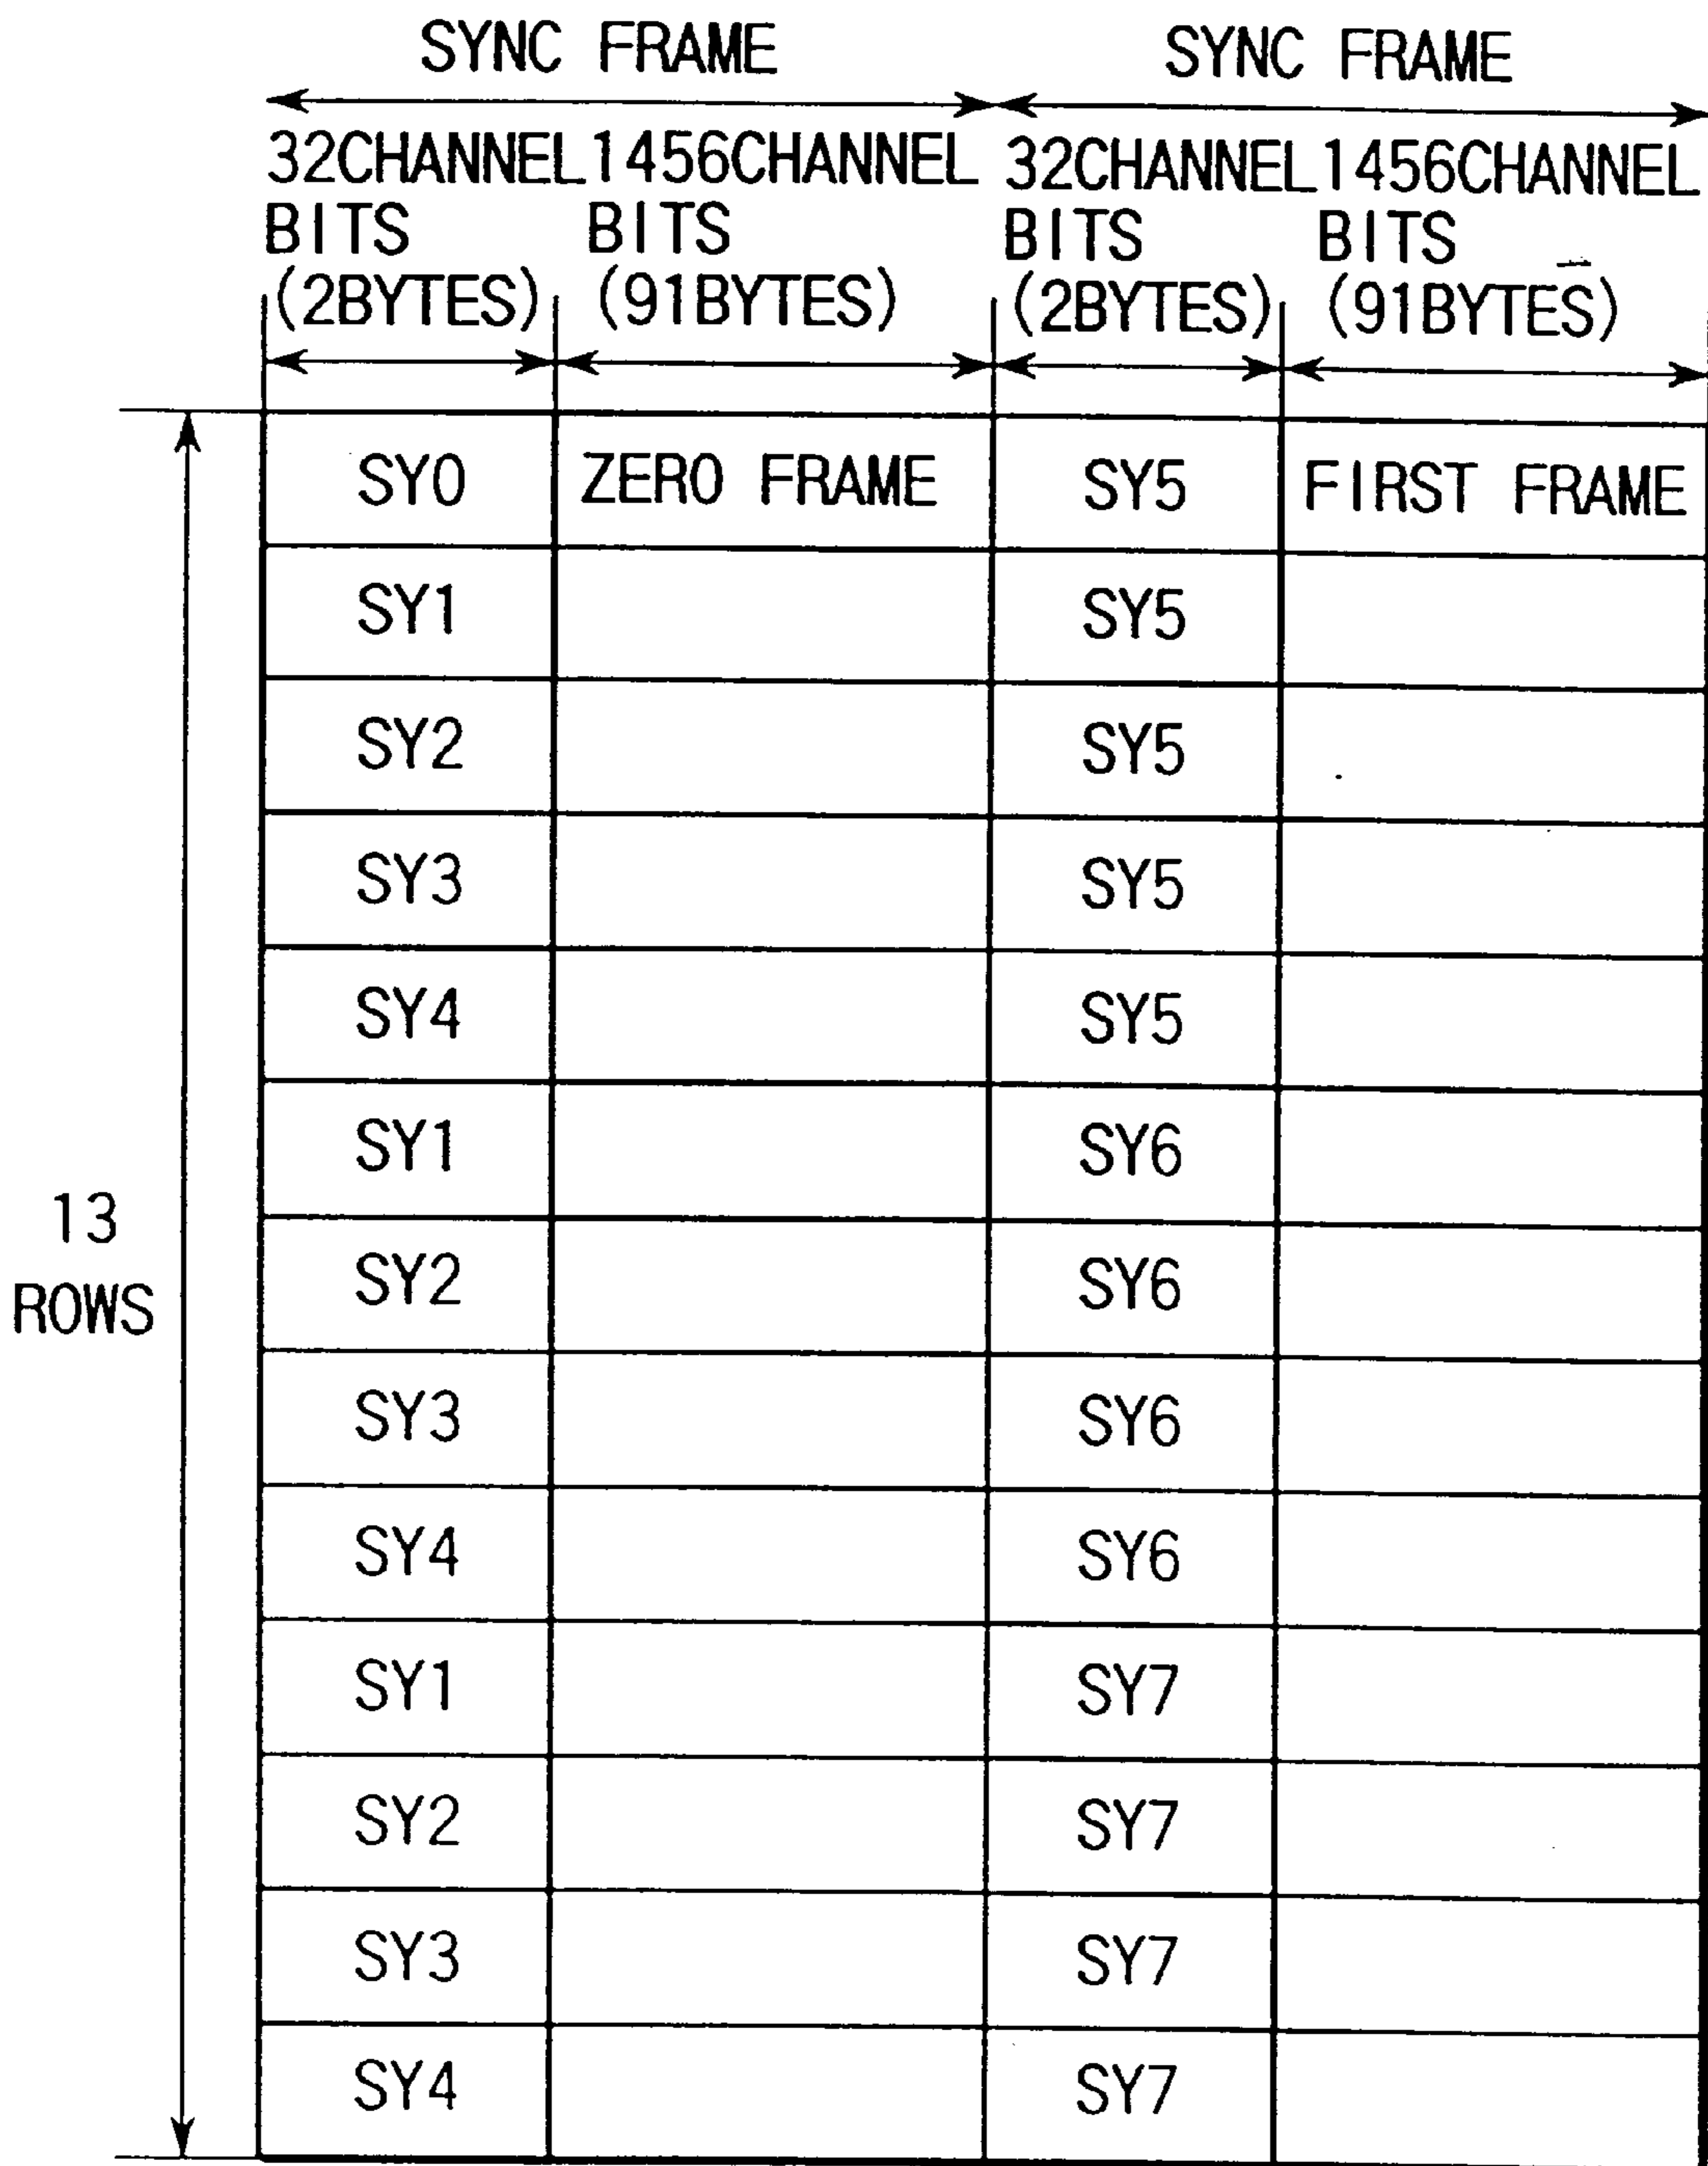 SYNC FRAME SYNC FRAME
32CHANNEL 1456CHANNEL 32CHANNEL 1456CHANNEL
BITS BITS BITS BITS
(2BYTES) (91BYTES) (2BYTES) (91BYTES)
SY0 ZERO FRAME SY5 FIRST FRAME
SY1 SY5
SY2 SY5
SY3 SY5
SY4 SY5
SY1 SY6
13
SY2 SY6
ROWS
SY3 SY6
SY4 SY6
SY1 SY7
SY2 SY7
SY3 SY7
SY4 SY7